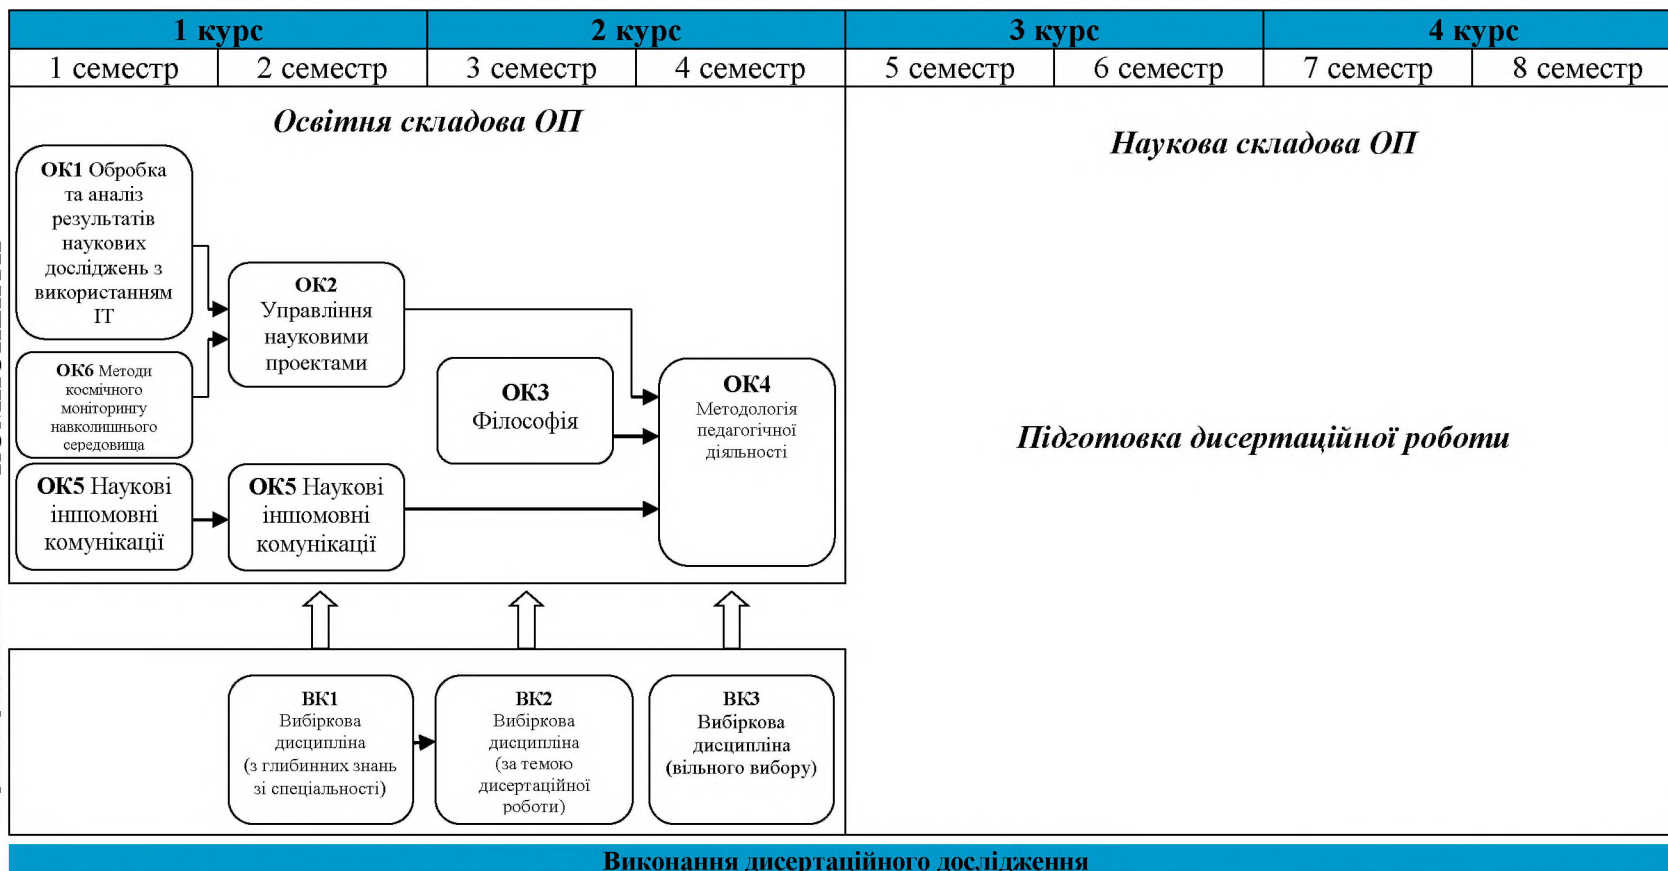 1 курс
2 курс
3 курс
4 курс
1 семестр
2 семестр
3 семестр
4 семестр
5 семестр
6 семестр
7 семестр
8 семестр
Освітня складова ОП
Наукова складова ОП
ОК1 Обробка
та аналіз
результатів
наукових
досліджень з
використанням
ІТ
ОК6 Методи
космічного
моніторингу
навколишнього
середовища
ОК5 Наукові
іншомовні
комунікації
ОК2
Управління
науковими
проектами
ОК5 Наукові
іншомовні
комунікації
ОК3
Філософія
ОК4
Методологія
педагогічної
діяльності
Підготовка дисертаційної роботи
ВК1
Вибіркова
дисципліна
(з глибинних знань
зі спеціальності)
ВК2
Вибіркова
дисципліна
(за темою
дисертаційної
роботи)
ВК3
Вибіркова
дисципліна
(вільного вибору)
Виконання дисертаційного дослідження